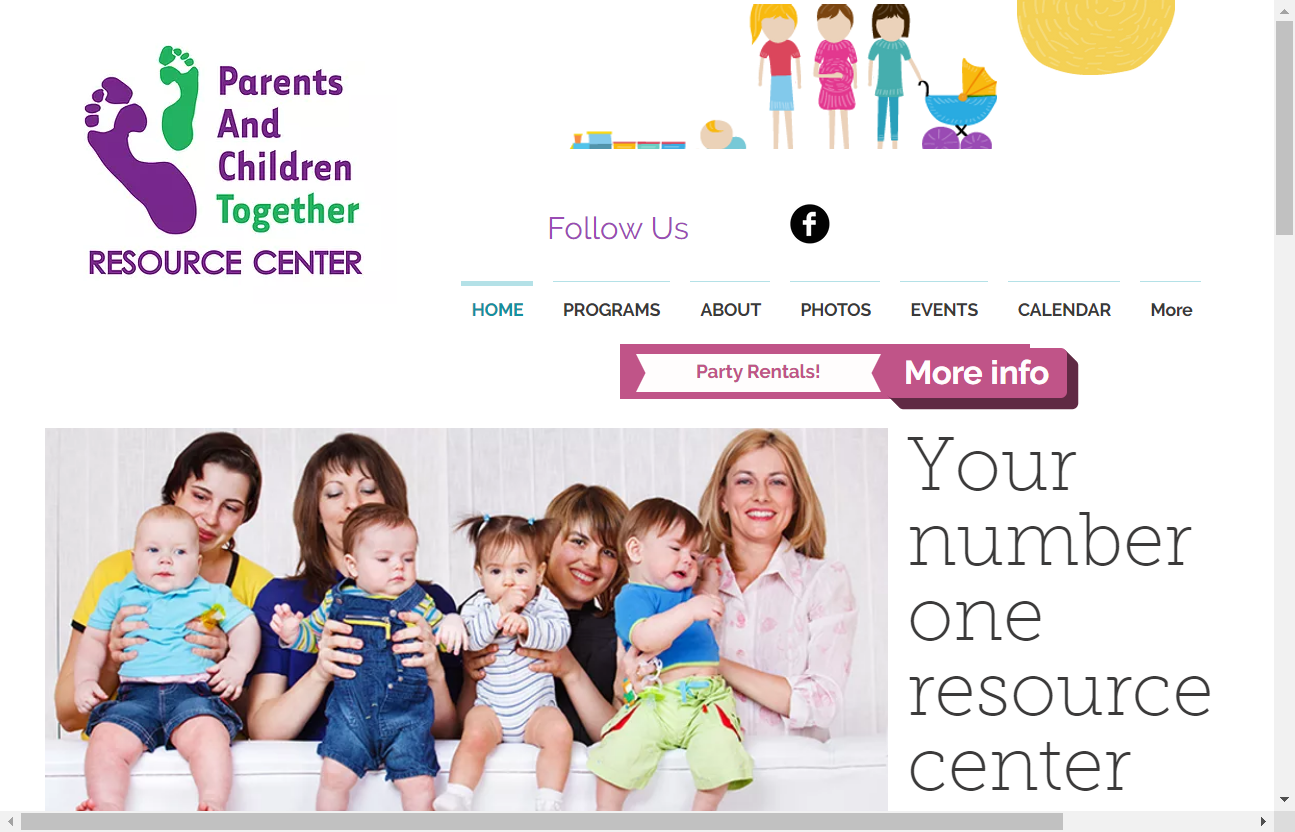 Parents
And
Children
Together
RESOURCE CENTER
Follow Us
HOME PROGRAMS ABOUT PHOTOS EVENTS CALENDAR More
Party Rentals! More info
Your
number
one
resource
center